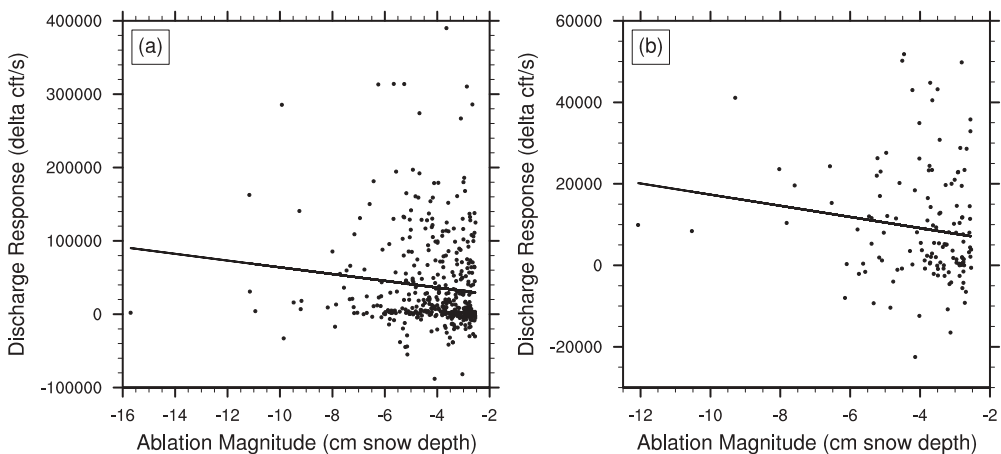 (a)
Discharge Response (delta cft/s)
400000
300000
200000
100000
0
-100000
-16 -14 -12 -10 -8 -6 -4 -2
Ablation Magnitude (cm snow depth)
(b)
Discharge Response (delta cft/s)
60000
40000
20000
0
-20000
-12 -10 -8 -6 -4 -2
Ablation Magnitude (cm snow depth)